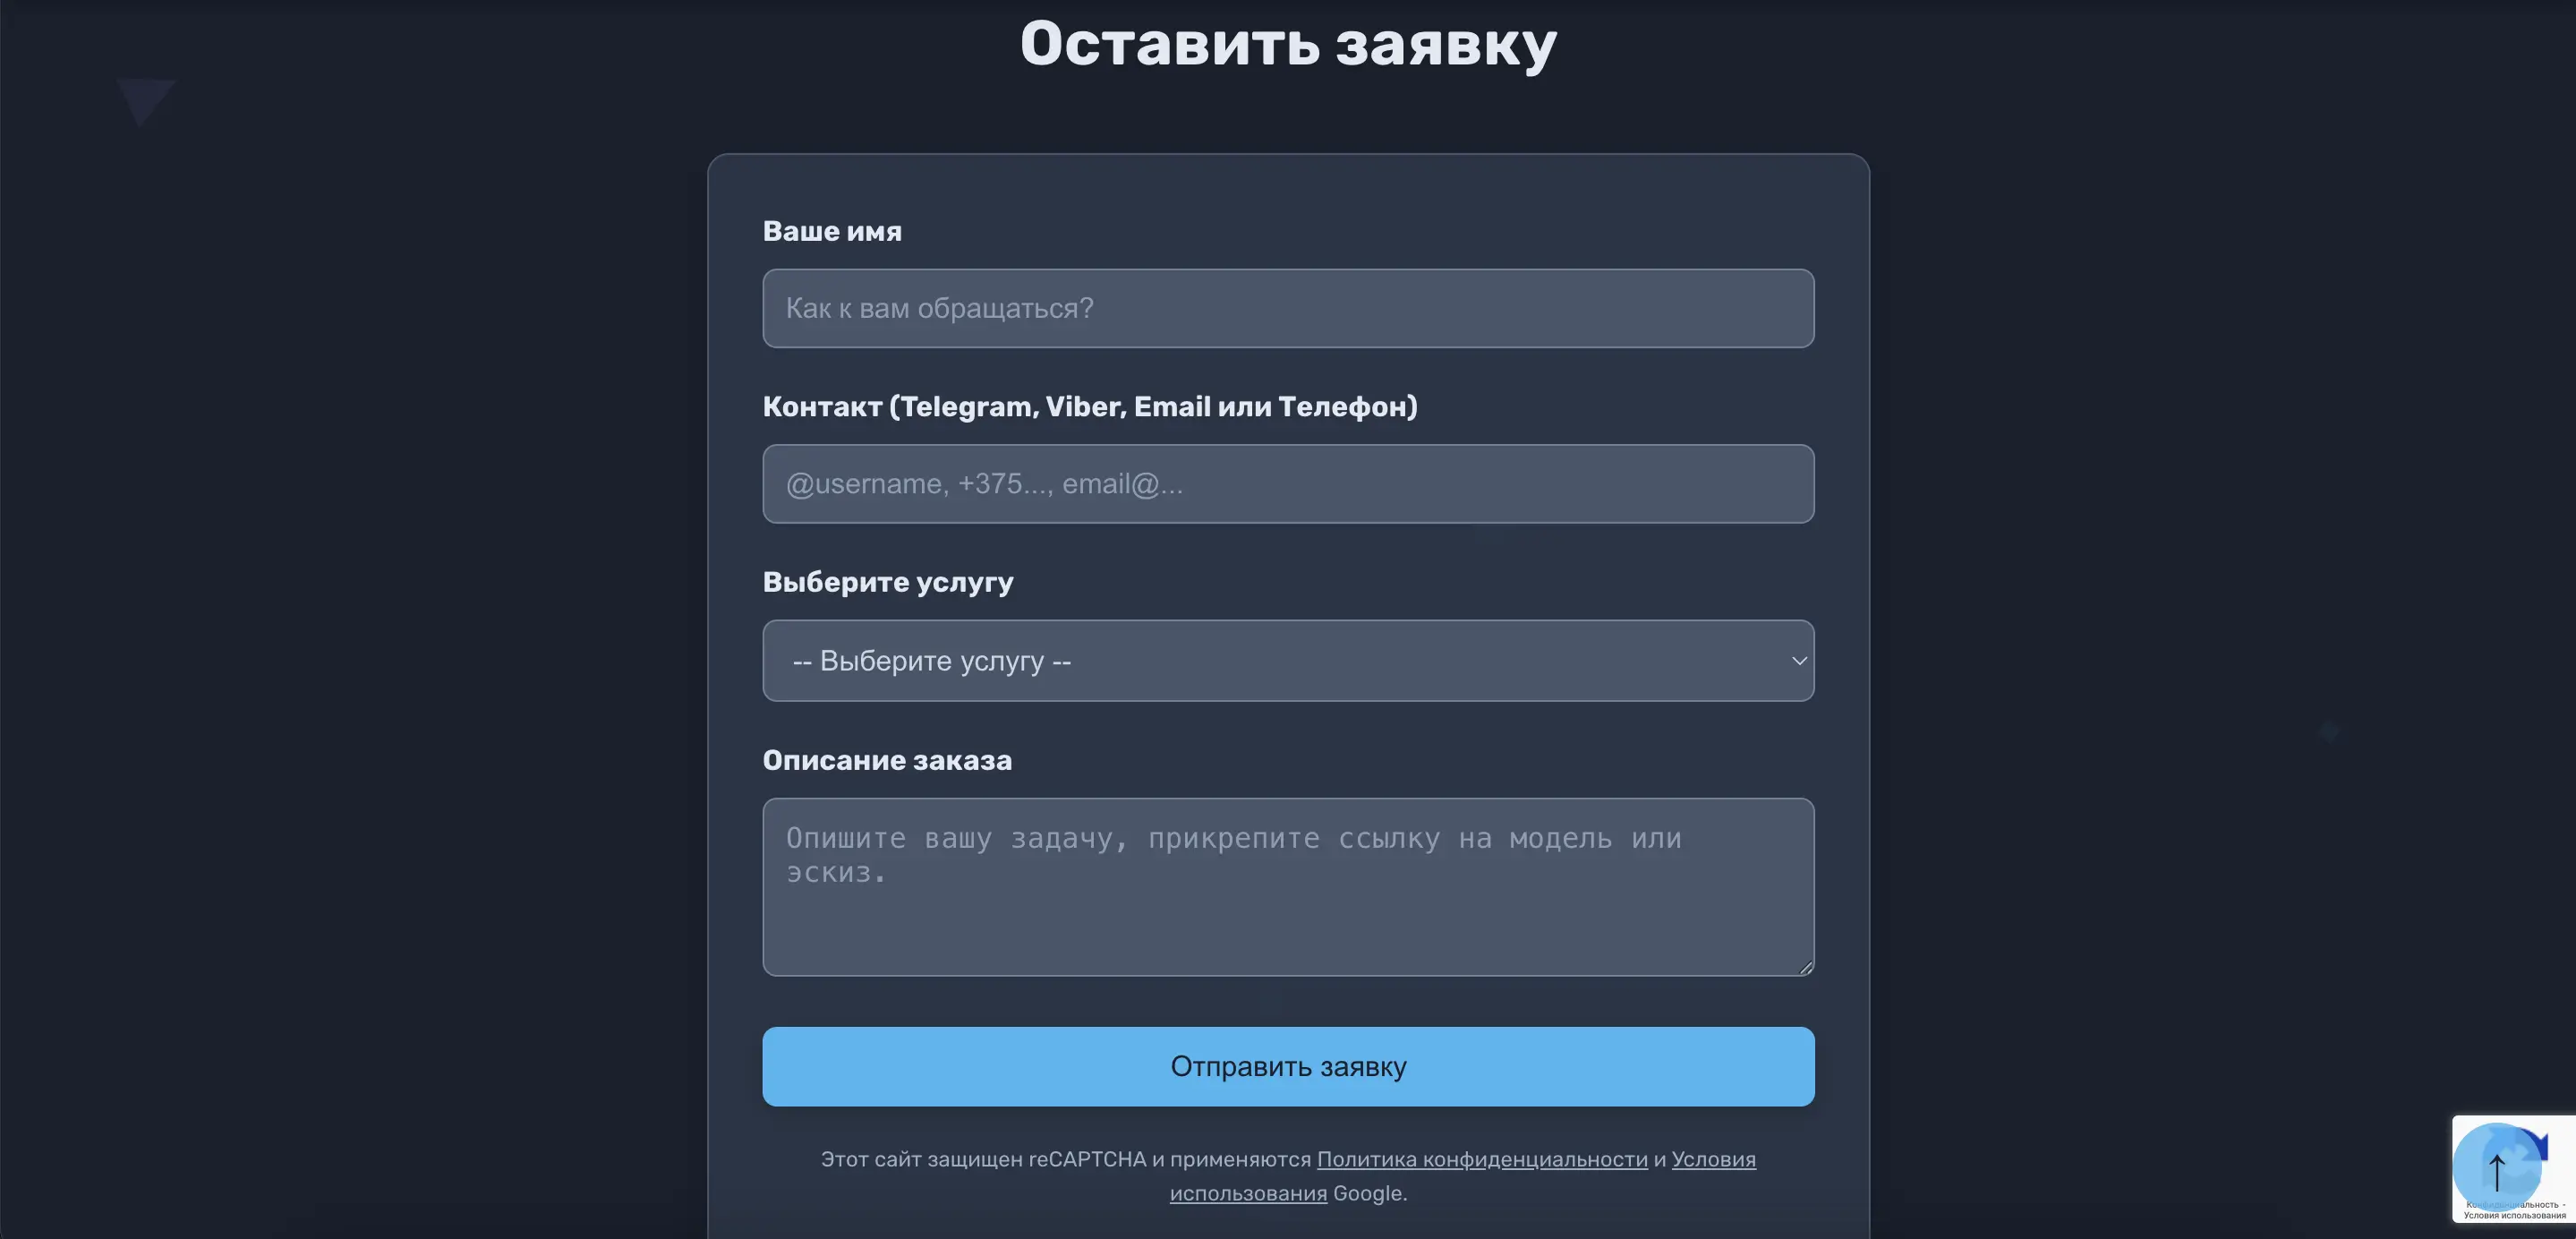 Оставить заявку
Ваше имя
Как к вам обращаться?
Контакт (Telegram, Viber, Email или Телефон)
@username, +375..., email@...
Выберите услугу
-- Выберите услугу --
Описание заказа
Опишите вашу задачу, прикрепите ссылку на модель или
эскиз.
Отправить заявку
Этот сайт защищен reCAPTCHA и применяются Политика конфиденциальности и Условия
использования Google.
Конфиденциальность -
Условия использования